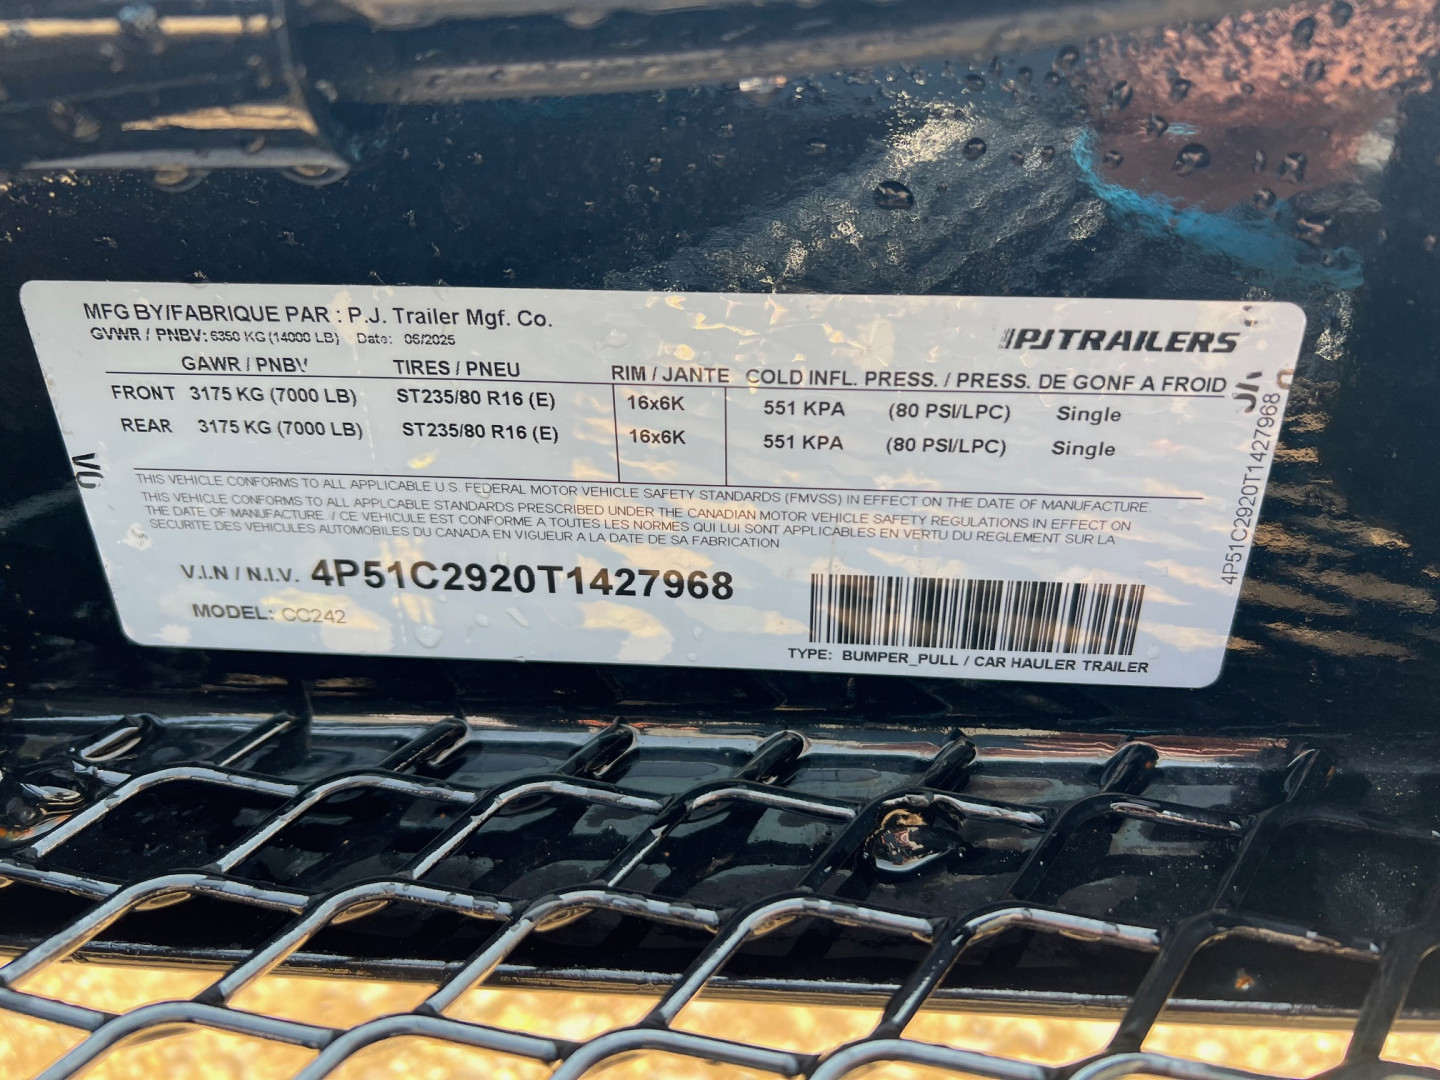 MFG BY/FABRIQUE PAR : P.J. Trailer Mgf. Co.
GVWR / PNBV: 6350 KG (14000 LB) Date: 06/2025
PJTRAILERS
GAWR / PNBV TIRES / PNEU RIM / JANTE COLD INFL. PRESS. / PRESS. DE GONF A FROID
FRONT 3175 KG (7000 LB) ST235/80 R16 (E) 16x6K 551 KPA (80 PSI/LPC) Single
REAR 3175 KG (7000 LB) ST235/80 R16 (E) 16x6K 551 KPA (80 PSI/LPC) Single
THIS VEHICLE CONFORMS TO ALL APPLICABLE U.S. FEDERAL MOTOR VEHICLE SAFETY STANDARDS (FMVSS) IN EFFECT ON THE DATE OF MANUFACTURE.
THIS VEHICLE CONFORMS TO ALL APPLICABLE STANDARDS PRESCRIBED UNDER THE CANADIAN MOTOR VEHICLE SAFETY REGULATIONS IN EFFECT ON
THE DATE OF MANUFACTURE. / CE VEHICULE EST CONFORME A TOUTES LES NORMES QUI LUI SONT APPLICABLES EN VERTU DU REGLEMENT SUR LA
SECURITE DES VEHICULES AUTOMOBILES DU CANADA EN VIGUEUR A LA DATE DE SA FABRICATION
V.I.N / N.I.V. 4P51C2920T1427968
MODEL: CC242
TYPE: BUMPER_PULL / CAR HAULER TRAILER
4P51C2920T1427968